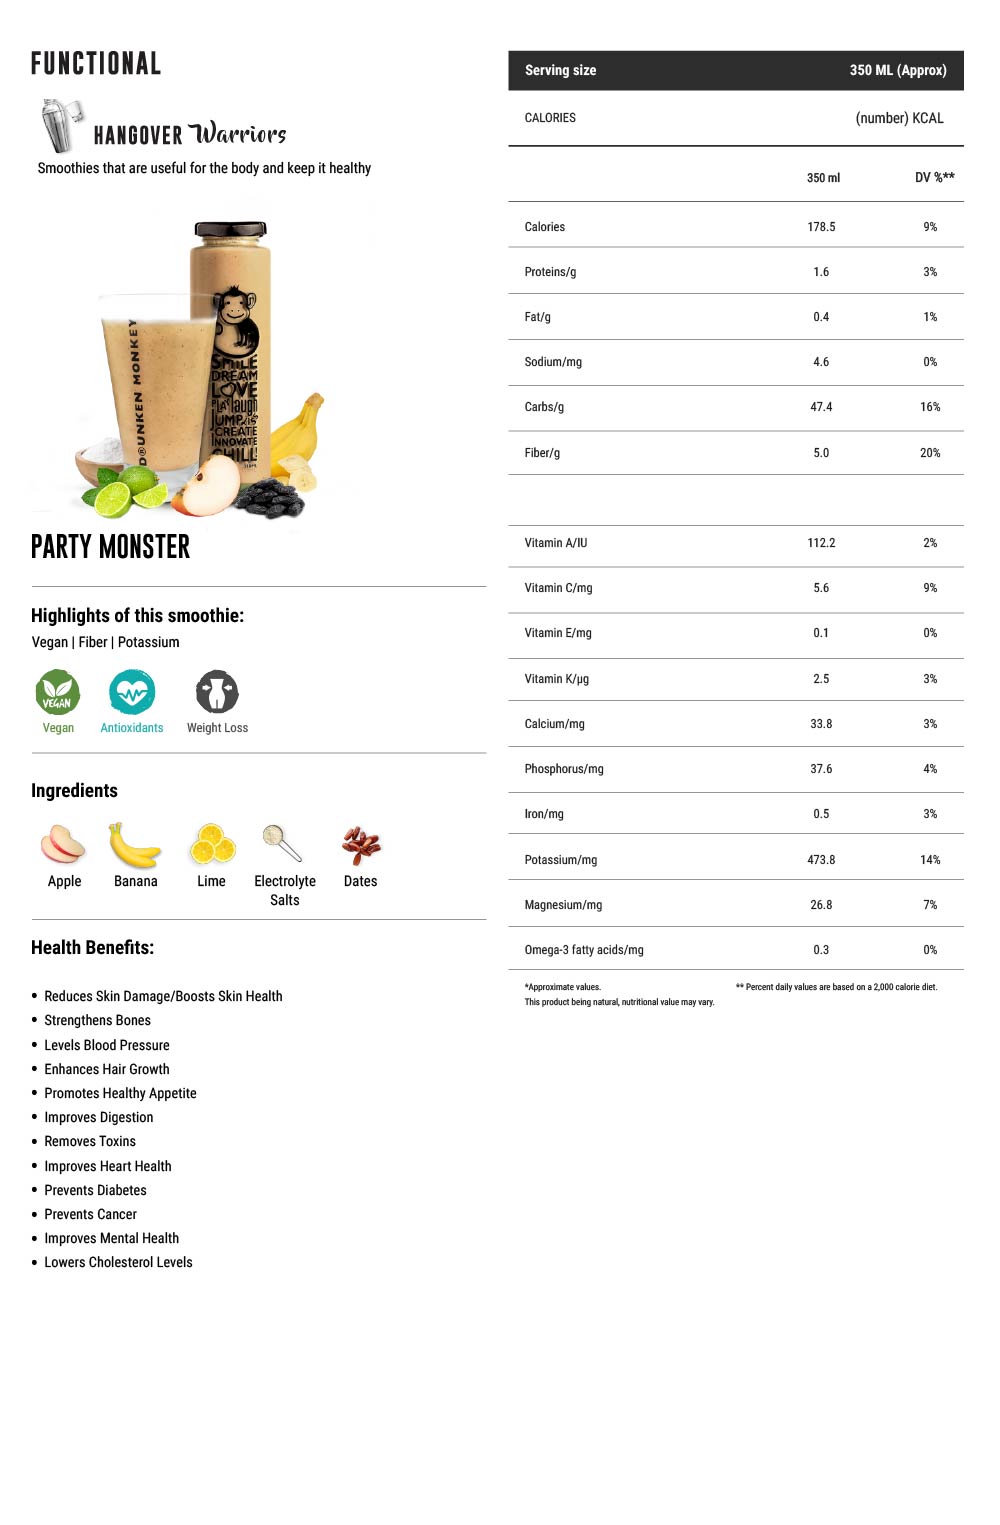 FUNCTIONAL
HANGOVER Warriors
Smoothies that are useful for the body and keep it healthy
DRUNKEN MONKEY
SMILE
DREAM
LOVE
PLAY laugh
JUMP
CREATE
INNOVATE
CHILL!
PARTY MONSTER
Highlights of this smoothie:
Vegan | Fiber | Potassium
VEGAN
Vegan Antioxidants Weight Loss
Ingredients
Apple Banana Lime Electrolyte Salts Dates
Health Benefits:
• Reduces Skin Damage/Boosts Skin Health
• Strengthens Bones
• Levels Blood Pressure
• Enhances Hair Growth
• Promotes Healthy Appetite
• Improves Digestion
• Removes Toxins
• Improves Heart Health
• Prevents Diabetes
• Prevents Cancer
• Improves Mental Health
• Lowers Cholesterol Levels
Serving size 350 ML (Approx)
CALORIES (number) KCAL
350 ml DV %**
Calories 178.5 9%
Proteins/g 1.6 3%
Fat/g 0.4 1%
Sodium/mg 4.6 0%
Carbs/g 47.4 16%
Fiber/g 5.0 20%
Vitamin A/IU 112.2 2%
Vitamin C/mg 5.6 9%
Vitamin E/mg 0.1 0%
Vitamin K/µg 2.5 3%
Calcium/mg 33.8 3%
Phosphorus/mg 37.6 4%
Iron/mg 0.5 3%
Potassium/mg 473.8 14%
Magnesium/mg 26.8 7%
Omega-3 fatty acids/mg 0.3 0%
*Approximate values. ** Percent daily values are based on a 2,000 calorie diet.
This product being natural, nutritional value may vary.